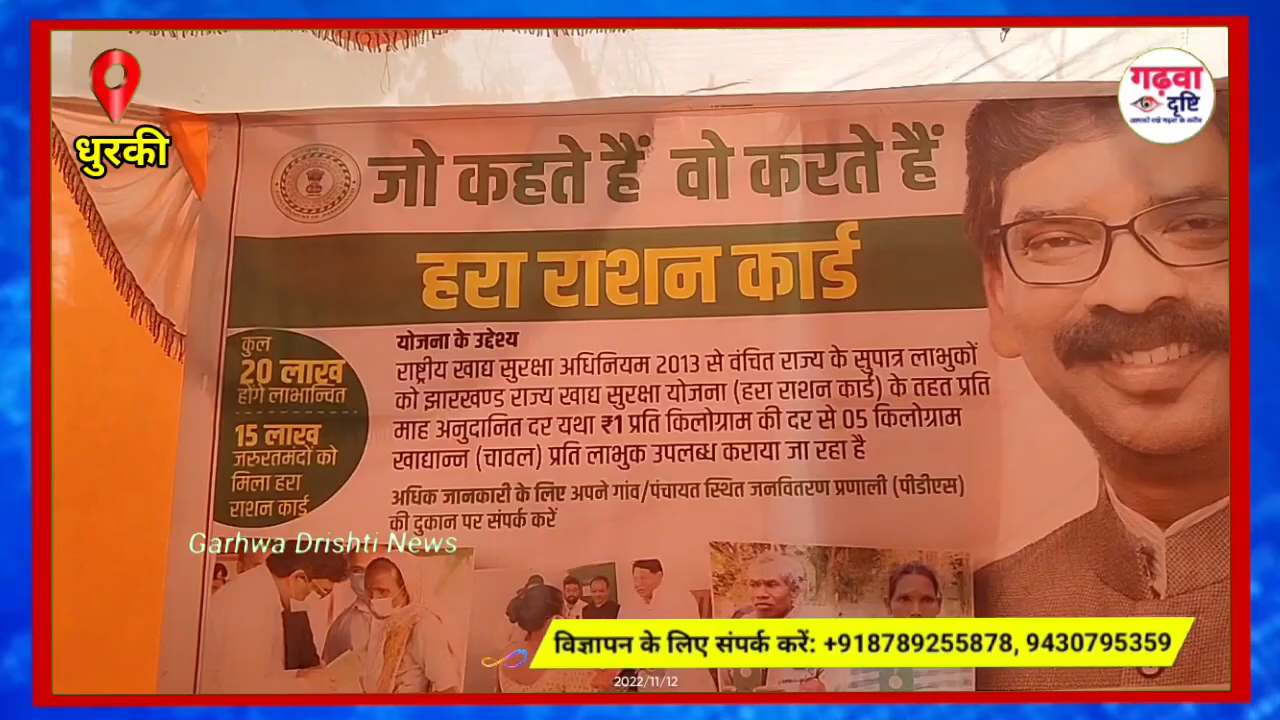 गढ़वा
दृष्टि
धुरकी
जो कहते हैं वो करते हैं
हरा राशन कार्ड
कुल
20 लाख
होंगे लाभान्वित
15 लाख
जरुरतमंदों को
मिला हरा
राशन कार्ड
योजना के उद्देश्य
राष्ट्रीय खाद्य सुरक्षा अधिनियम 2013 से वंचित राज्य के सुपात्र लाभुकों
को झारखण्ड राज्य खाद्य सुरक्षा योजना (हरा राशन कार्ड) के तहत प्रति
माह अनुदानित दर यथा ₹1 प्रति किलोग्राम की दर से 05 किलोग्राम
खाद्यान्न (चावल) प्रति लाभुक उपलब्ध कराया जा रहा है
अधिक जानकारी के लिए अपने गांव/पंचायत स्थित जनवितरण प्रणाली (पीडीएस)
की दुकान पर संपर्क करें
Garhwa Drishti News
विज्ञापन के लिए संपर्क करें: +918789255878, 9430795359
2022/11/12